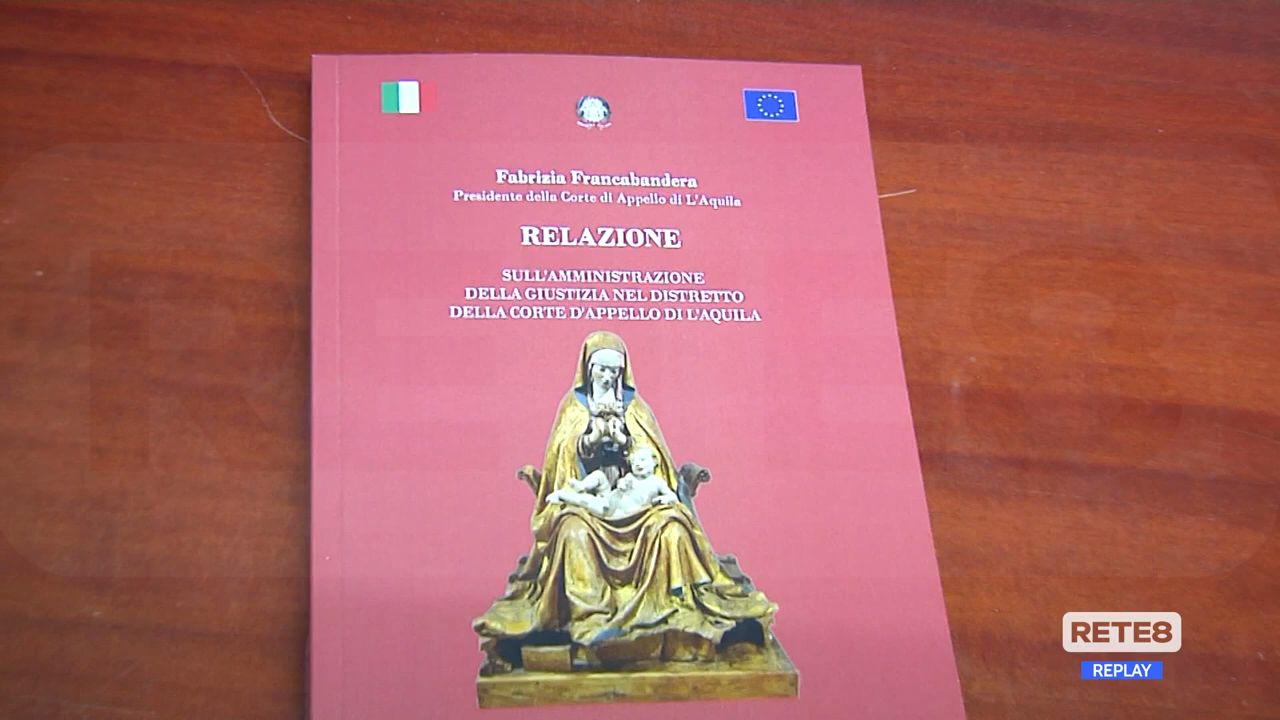 Fabrizia Francabandera
Presidente della Corte di Appello di L'Aquila
RELAZIONE
SULL'AMMINISTRAZIONE
DELLA GIUSTIZIA NEL DISTRETTO
DELLA CORTE D'APPELLO DI L'AQUILA
RETE8
REPLAY